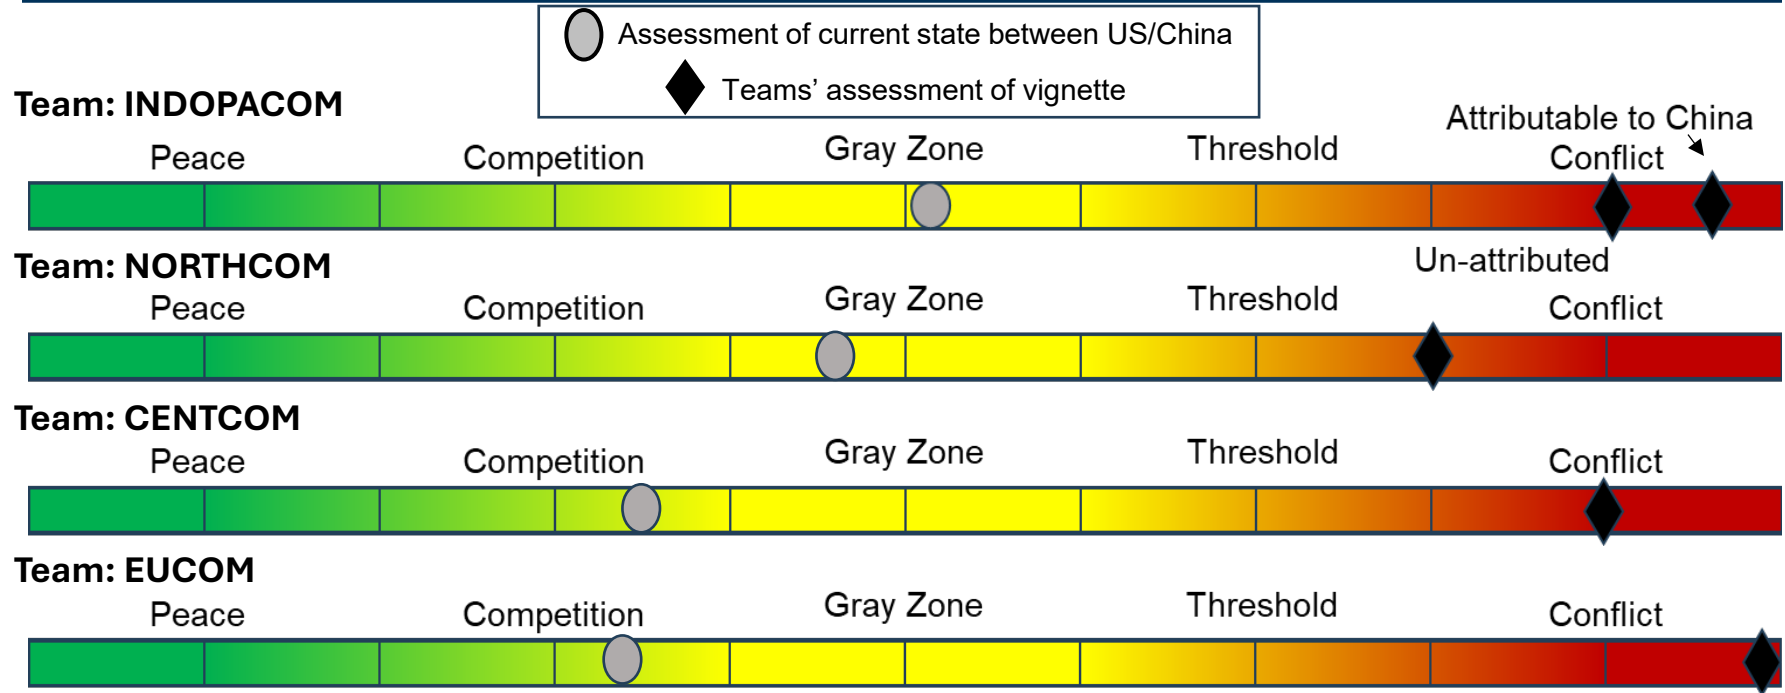 Assessment of current state between US/China
Teams’ assessment of vignette
Team: INDOPACOM
Attributable to China
Peace Competition Gray Zone Threshold Conflict
Team: NORTHCOM
Un-attributed
Peace Competition Gray Zone Threshold Conflict
Team: CENTCOM
Peace Competition Gray Zone Threshold Conflict
Team: EUCOM
Peace Competition Gray Zone Threshold Conflict